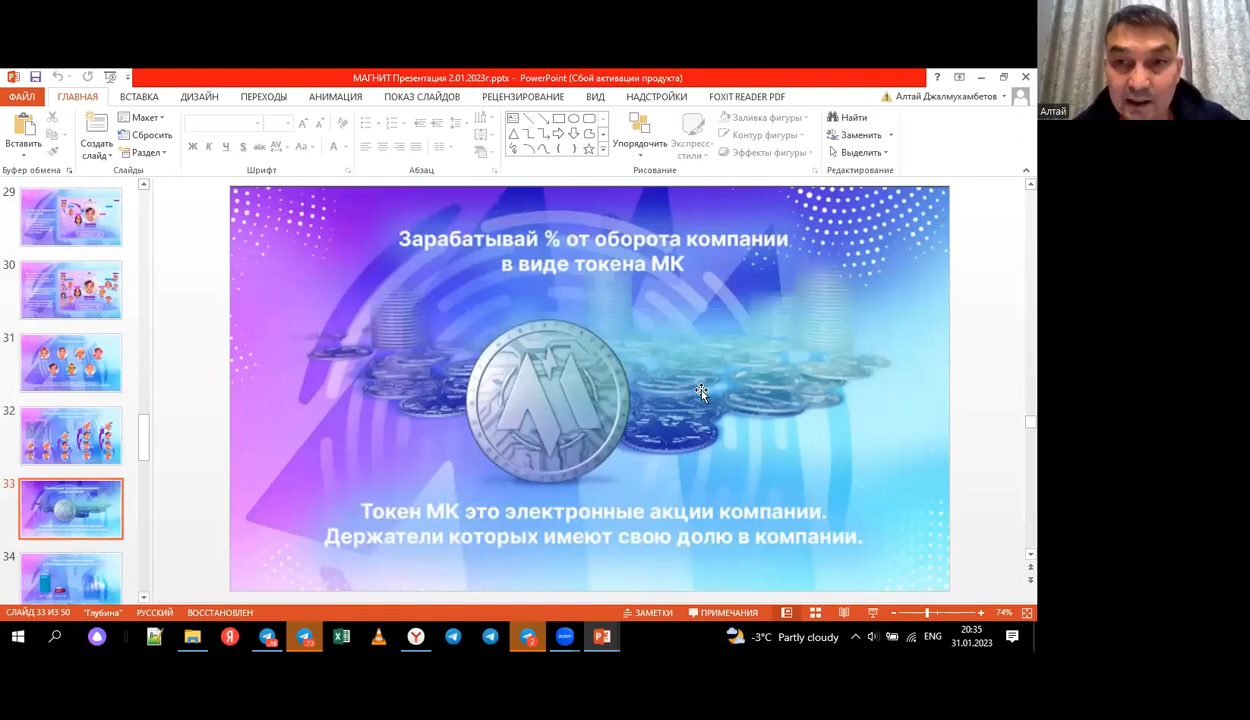 МАГНИТ Презентация 2.01.2023г.pptx - PowerPoint (Сбой активации продукта)
ФАЙЛ ГЛАВНАЯ ВСТАВКА ДИЗАЙН ПЕРЕХОДЫ АНИМАЦИЯ ПОКАЗ СЛАЙДОВ РЕЦЕНЗИРОВАНИЕ ВИД НАДСТРОЙКИ FOXIT READER PDF Алтай Джалмухамбетов
Алтай
Вставить
Создать слайд
Макет
Сбросить
Раздел
Ж К Ч S abc AV Aa A
Упорядочить
Экспресс-стили
Заливка фигуры
Контур фигуры
Эффекты фигуры
Найти
Заменить
Выделить
Буфер обмена Слайды Шрифт Абзац Рисование Редактирование
29
30
31
32
33
34
Зарабатывай % от оборота компании
в виде токена МК
Токен МК это электронные акции компании.
Держатели которых имеют свою долю в компании.
СЛАЙД 33 ИЗ 50 "Глубина" РУССКИЙ ВОССТАНОВЛЕН ЗАМЕТКИ ПРИМЕЧАНИЯ 74%
-3°C Partly cloudy ENG 20:35
31.01.2023